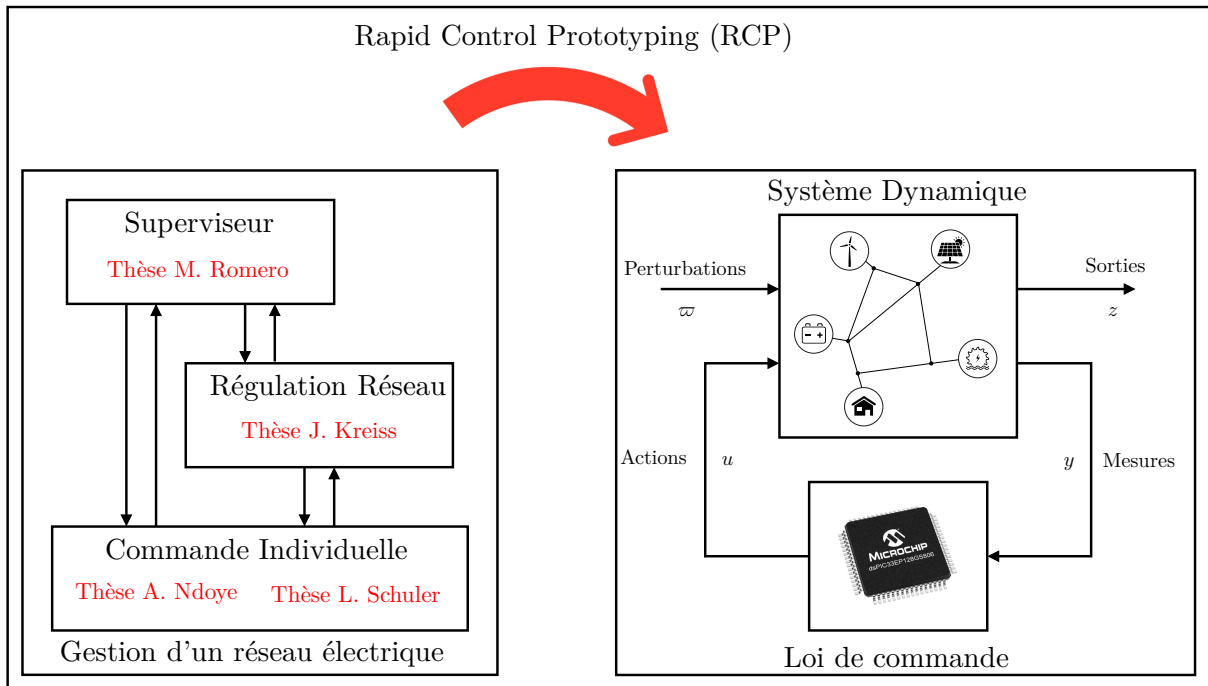 Rapid Control Prototyping (RCP)
Superviseur
Thèse M. Romero
Régulation Réseau
Thèse J. Kreiss
Commande Individuelle
Thèse A. Ndoye
Thèse L. Schuler
Gestion d'un réseau électrique
Système Dynamique
Perturbations
ϖ
Sorties
z
Actions
u
y
Mesures
MICROCHIP
dsPIC33EP128GS806
Loi de commande